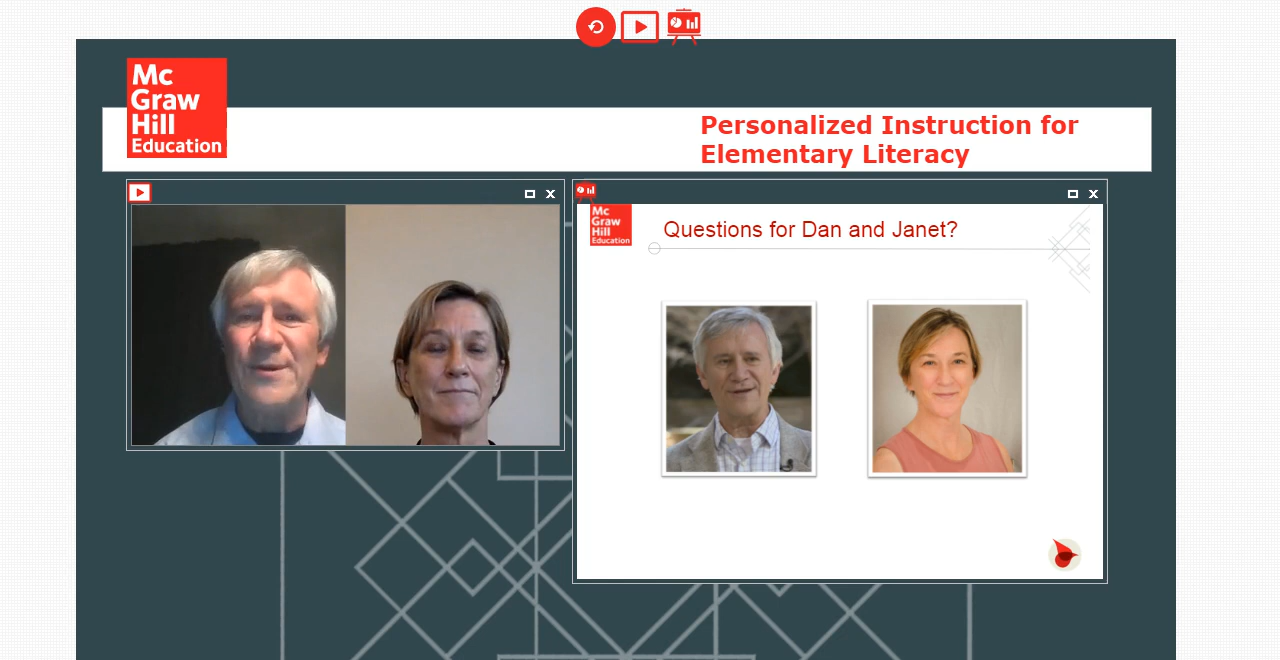 Mc
Graw
Hill
Education
Personalized Instruction for
Elementary Literacy
Mc
Graw
Hill
Education
Questions for Dan and Janet?